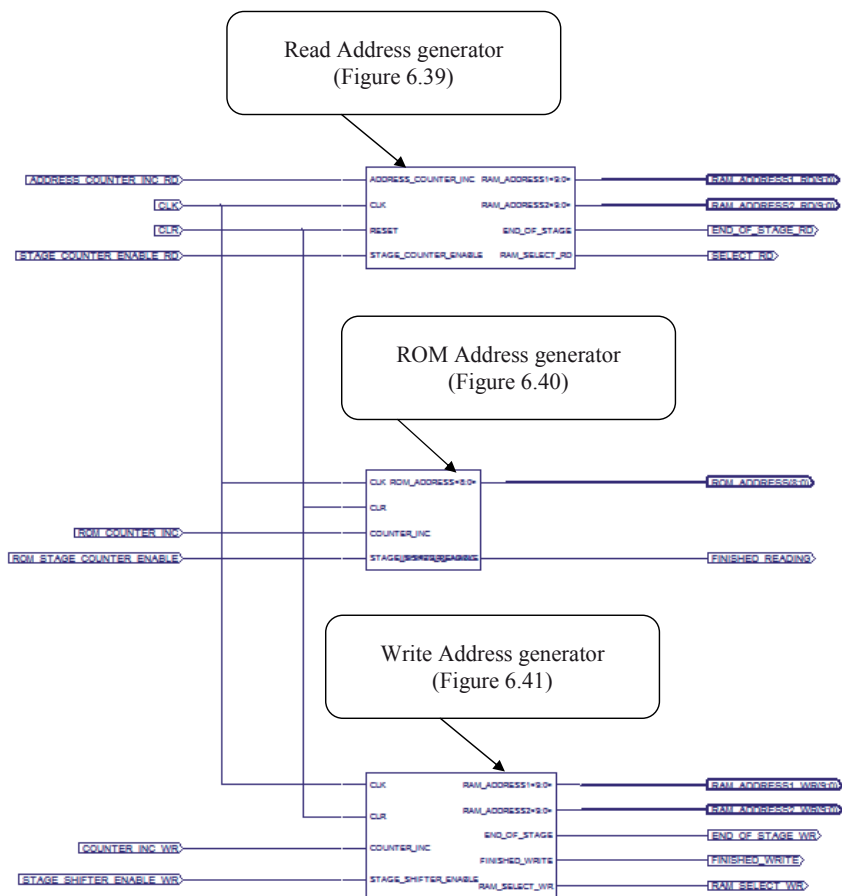 Read Address generator
(Figure 6.39)
ADDRESS_COUNTER_INC_RD
ADDRESS_COUNTER_INC
RAM_ADDRESS1*9:0*
RAM_ADDRESS1_RD(9:0)
CLK
CLK
RAM_ADDRESS2*9:0*
RAM_ADDRESS2_RD(9:0)
CLR
RESET
END_OF_STAGE
END_OF_STAGE_RD
STAGE_COUNTER_ENABLE_RD
STAGE_COUNTER_ENABLE
RAM_SELECT_RD
SELECT_RD
ROM Address generator
(Figure 6.40)
CLK
ROM_ADDRESS*8:0*
ROM_ADDRESS(8:0)
CLR
ROM_COUNTER_INC
COUNTER_INC
ROM_STAGE_COUNTER_ENABLE
FINISHED_READING
Write Address generator
(Figure 6.41)
CLK
RAM_ADDRESS1*9:0*
RAM_ADDRESS1_WR(9:0)
RAM_ADDRESS2*9:0*
RAM_ADDRESS2_WR(9:0)
CLR
END_OF_STAGE
END_OF_STAGE_WR
COUNTER_INC_WR
COUNTER_INC
FINISHED_WRITE
FINISHED_WRITE
STAGE_SHIFTER_ENABLE_WR
STAGE_SHIFTER_ENABLE
RAM_SELECT_WR
RAM_SELECT_WR